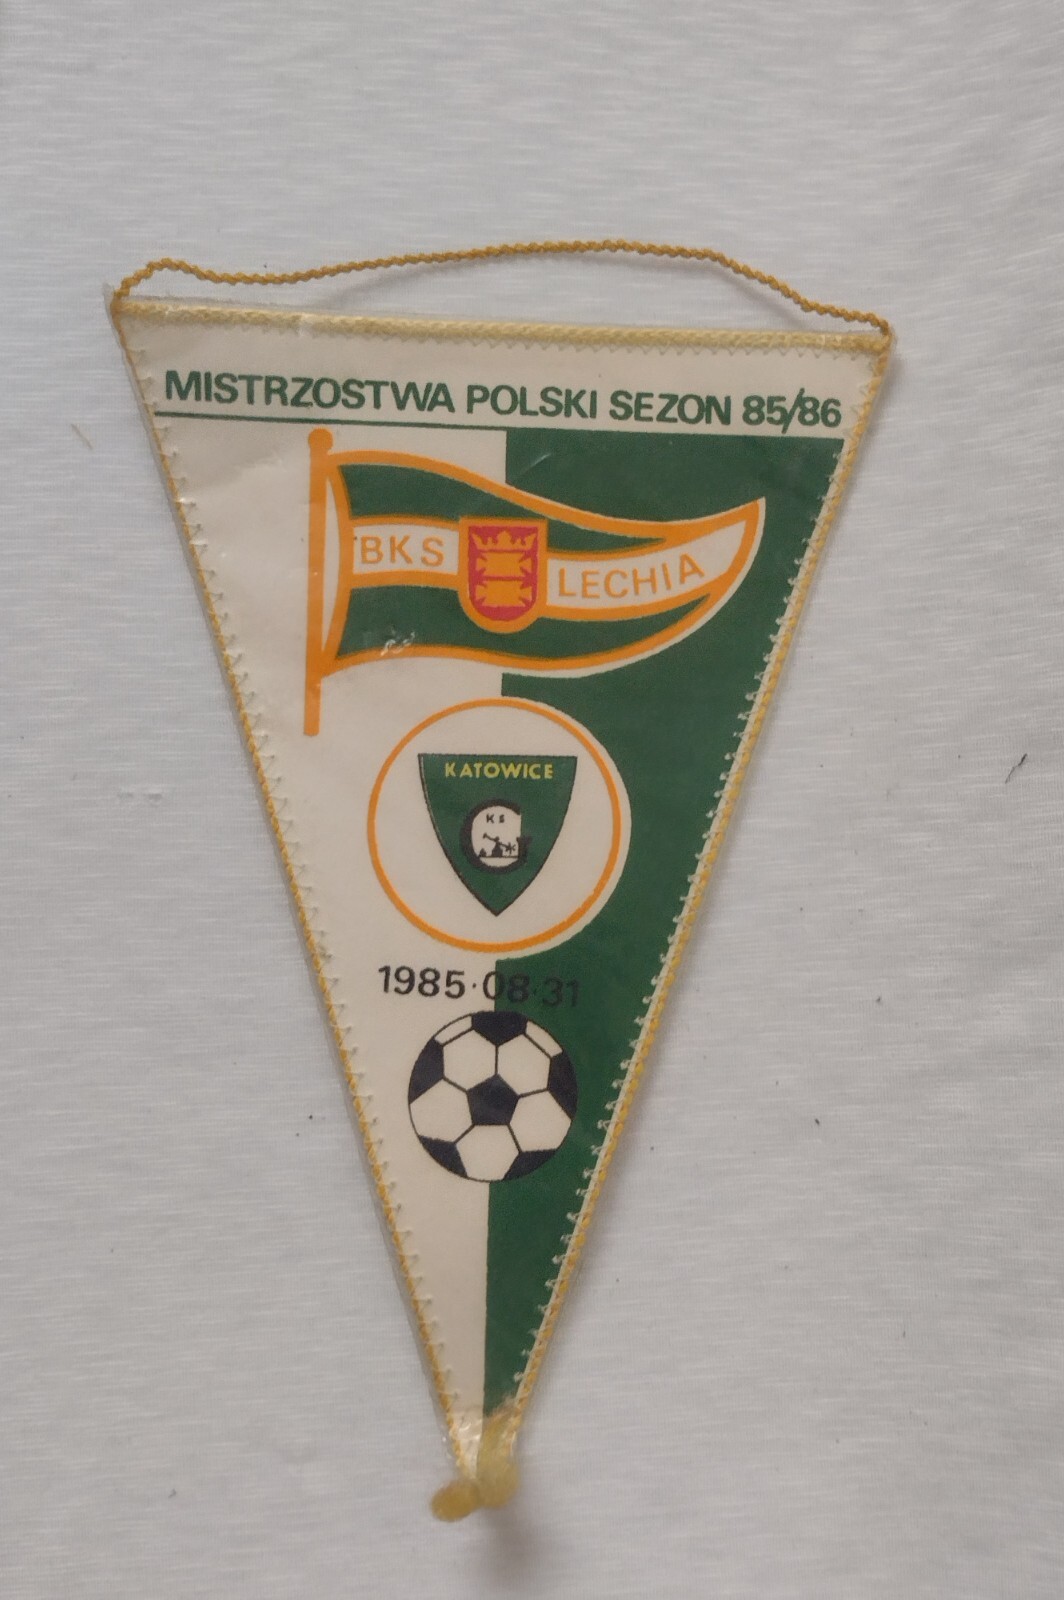 MISTRZOSTWA POLSKI SEZON 85/86
BKS LECHIA
KATOWICE
KS
G
1985·08·31